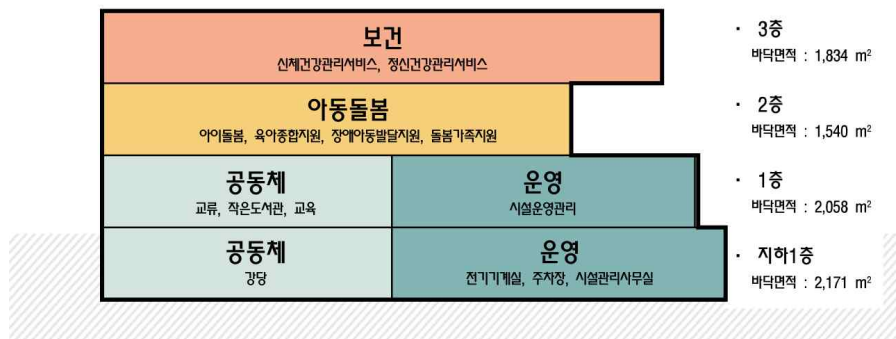 보건
신체건강관리서비스, 정신건강관리서비스
· 3층
바닥면적 : 1,834 m²
아동돌봄
아이돌봄, 육아종합지원, 장애아동발달지원, 돌봄가족지원
· 2층
바닥면적 : 1,540 m²
공동체
교류, 작은도서관, 교육
운영
시설운영관리
· 1층
바닥면적 : 2,058 m²
공동체
강당
운영
전기기계실, 주차장, 시설관리사무실
· 지하1층
바닥면적 : 2,171 m²